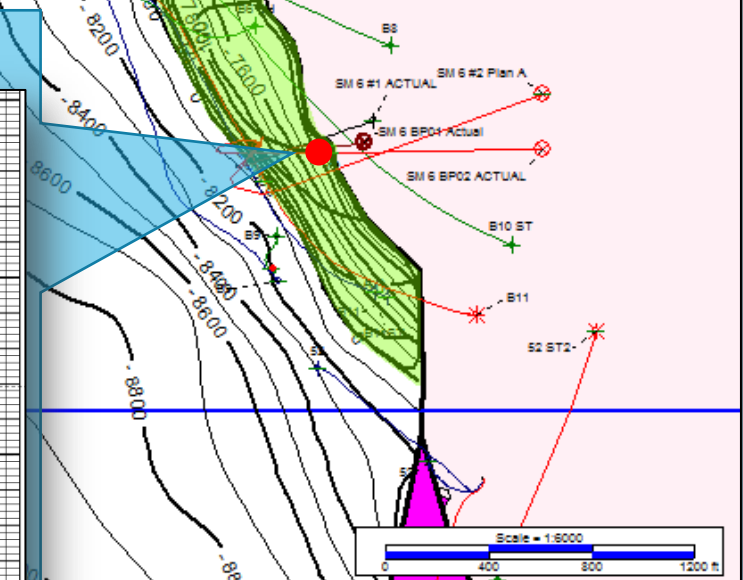 B8
-8200
-7600
SM 6 #2 Plan A
SM 6 #1 ACTUAL
-8400
SM 6 BP01 Actual
8600
SM 6 BP02 ACTUAL
-8200
B10 ST
B9
-8400
B11
-8600
52 ST2
-8800
Scale = 1:6000
0 400 800 1200 ft
-88